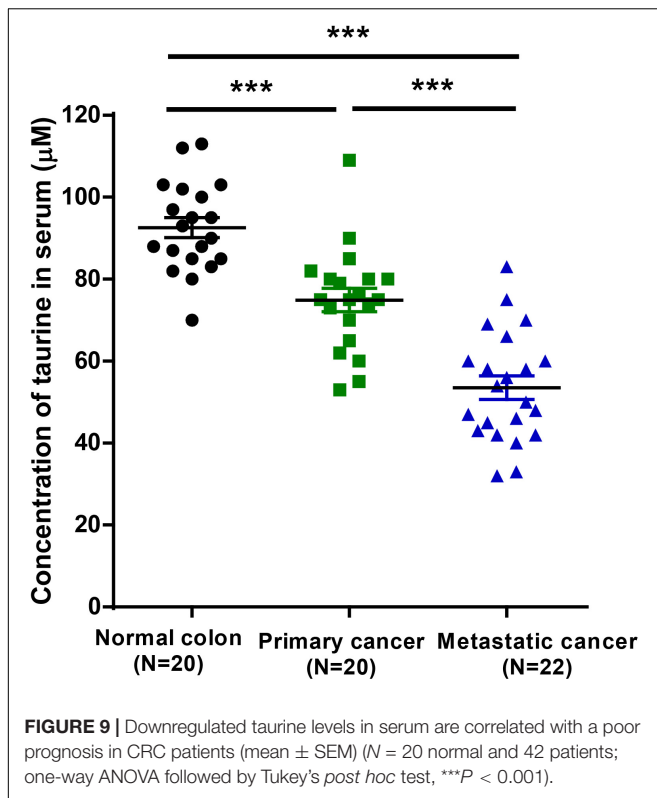 ***
*** ***
Concentration of taurine in serum (µM)
120
100
80
60
40
20
0
Normal colon Primary cancer Metastatic cancer
(N=20) (N=20) (N=22)
FIGURE 9 | Downregulated taurine levels in serum are correlated with a poor
prognosis in CRC patients (mean ± SEM) (N = 20 normal and 42 patients;
one-way ANOVA followed by Tukey's post hoc test, ***P < 0.001).